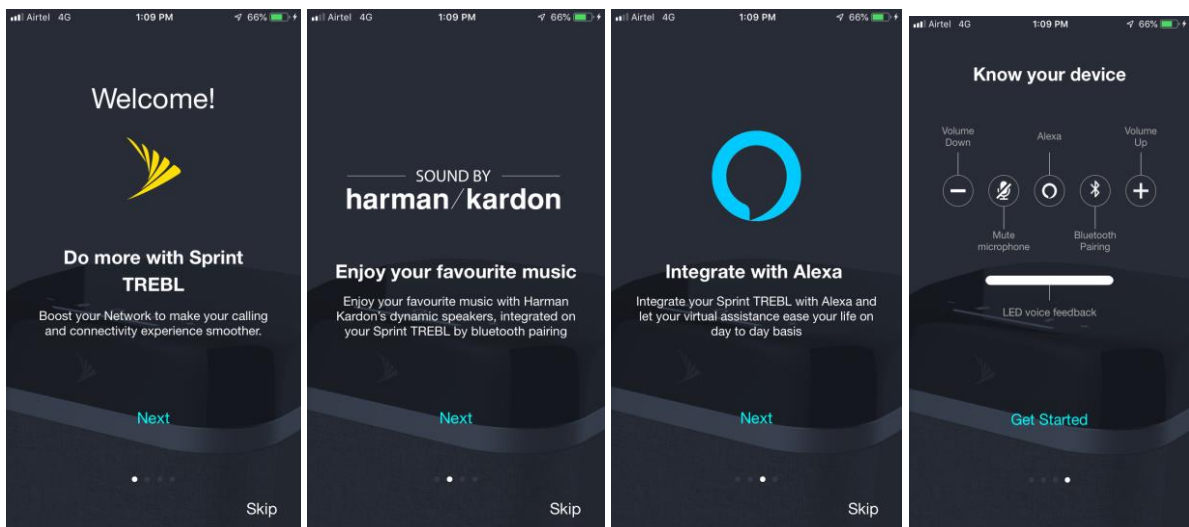 Airtel 4G 1:09 PM 66%
Welcome!
Do more with Sprint
TREBL
Boost your Network to make your calling
and connectivity experience smoother.
Next
Skip
Airtel 4G 1:09 PM 66%
SOUND BY
harman/kardon
Enjoy your favourite music
Enjoy your favourite music with Harman
Kardon's dynamic speakers, integrated on
your Sprint TREBL by bluetooth pairing
Next
Skip
Airtel 4G 1:09 PM 66%
Integrate with Alexa
Integrate your Sprint TREBL with Alexa and
let your virtual assistance ease your life on
day to day basis
Next
Skip
Airtel 4G 1:09 PM 66%
Know your device
Volume
Down
Alexa
Volume
Up
Mute
microphone
Bluetooth
Pairing
LED voice feedback
Get Started